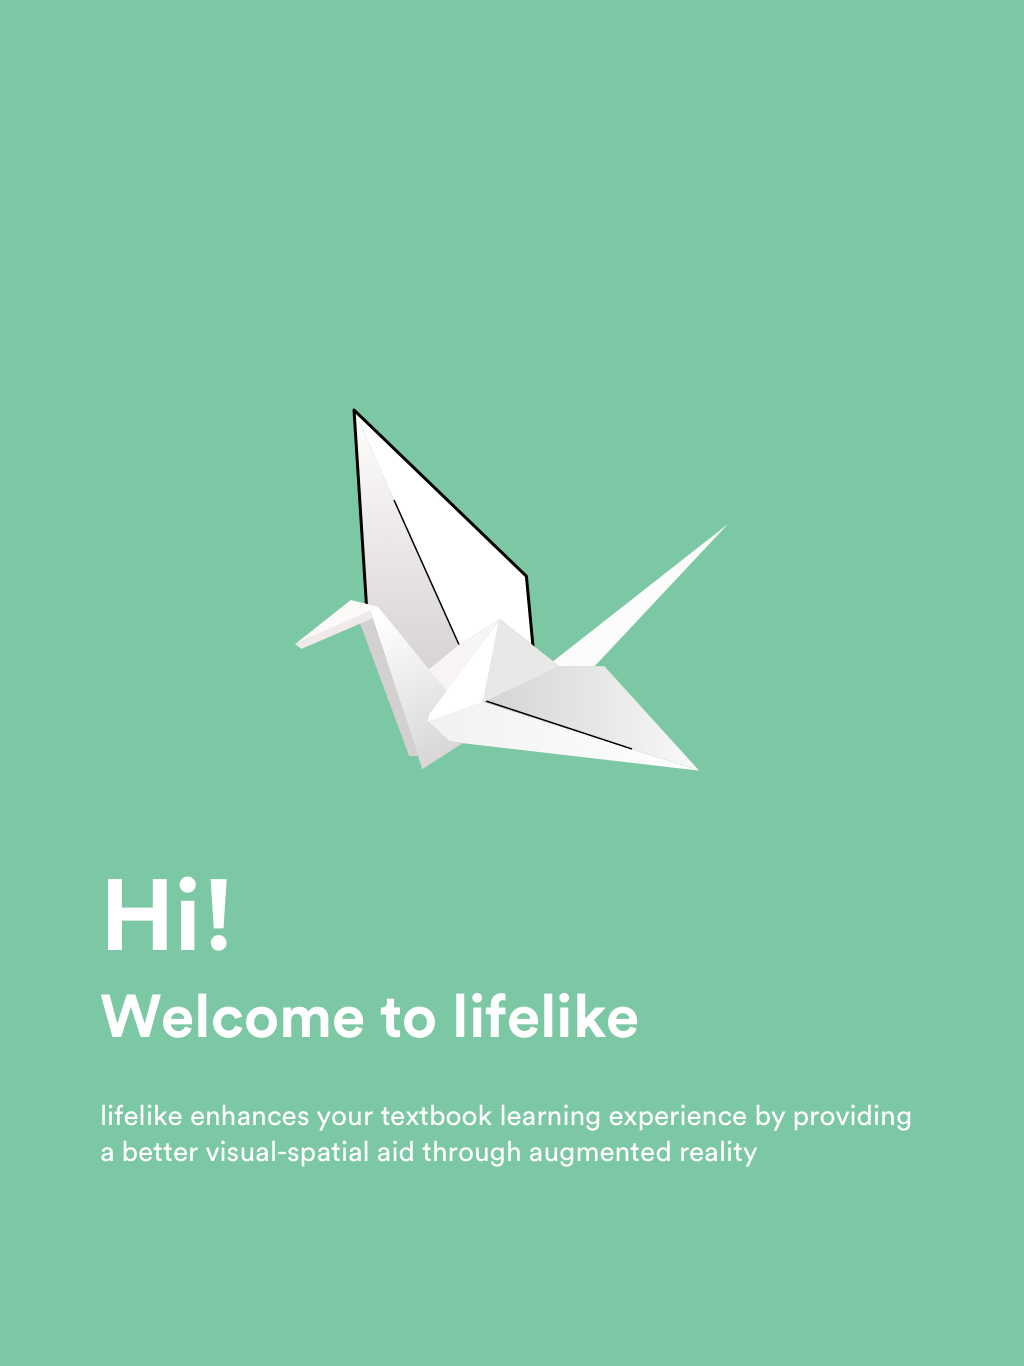 Hi!
Welcome to lifelike
lifelike enhances your textbook learning experience by providing
a better visual-spatial aid through augmented reality